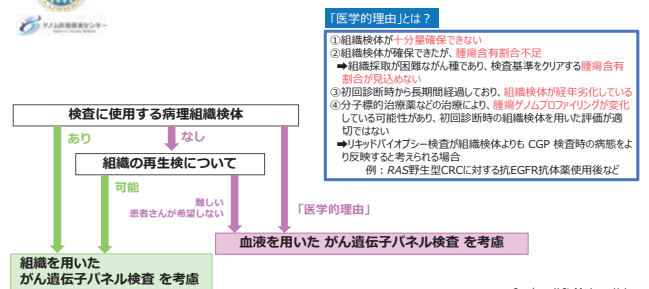 ゲノム医療推進センター
「医学的理由」とは？
①組織検体が十分量確保できない
②組織検体が確保できたが、腫瘍含有割合不足
➡組織採取が困難ながん種であり、検査基準をクリアする腫瘍含有
割合が見込めない
③初回診断時から長期間経過しており、組織検体が経年劣化している
④分子標的治療薬などの治療により、腫瘍ゲノムプロファイリングが変化
している可能性があり、初回診断時の組織検体を用いた評価が適
切ではない
➡リキッドバイオプシー検査が組織検体よりも CGP 検査時の病態をよ
り反映すると考えられる場合
例：RAS野生型CRCに対する抗EGFR抗体薬使用後など
検査に使用する病理組織検体
あり
なし
組織の再生検について
可能
難しい
患者さんが希望しない
「医学的理由」
血液を用いた がん遺伝子パネル検査 を考慮
組織を用いた
がん遺伝子パネル検査 を考慮